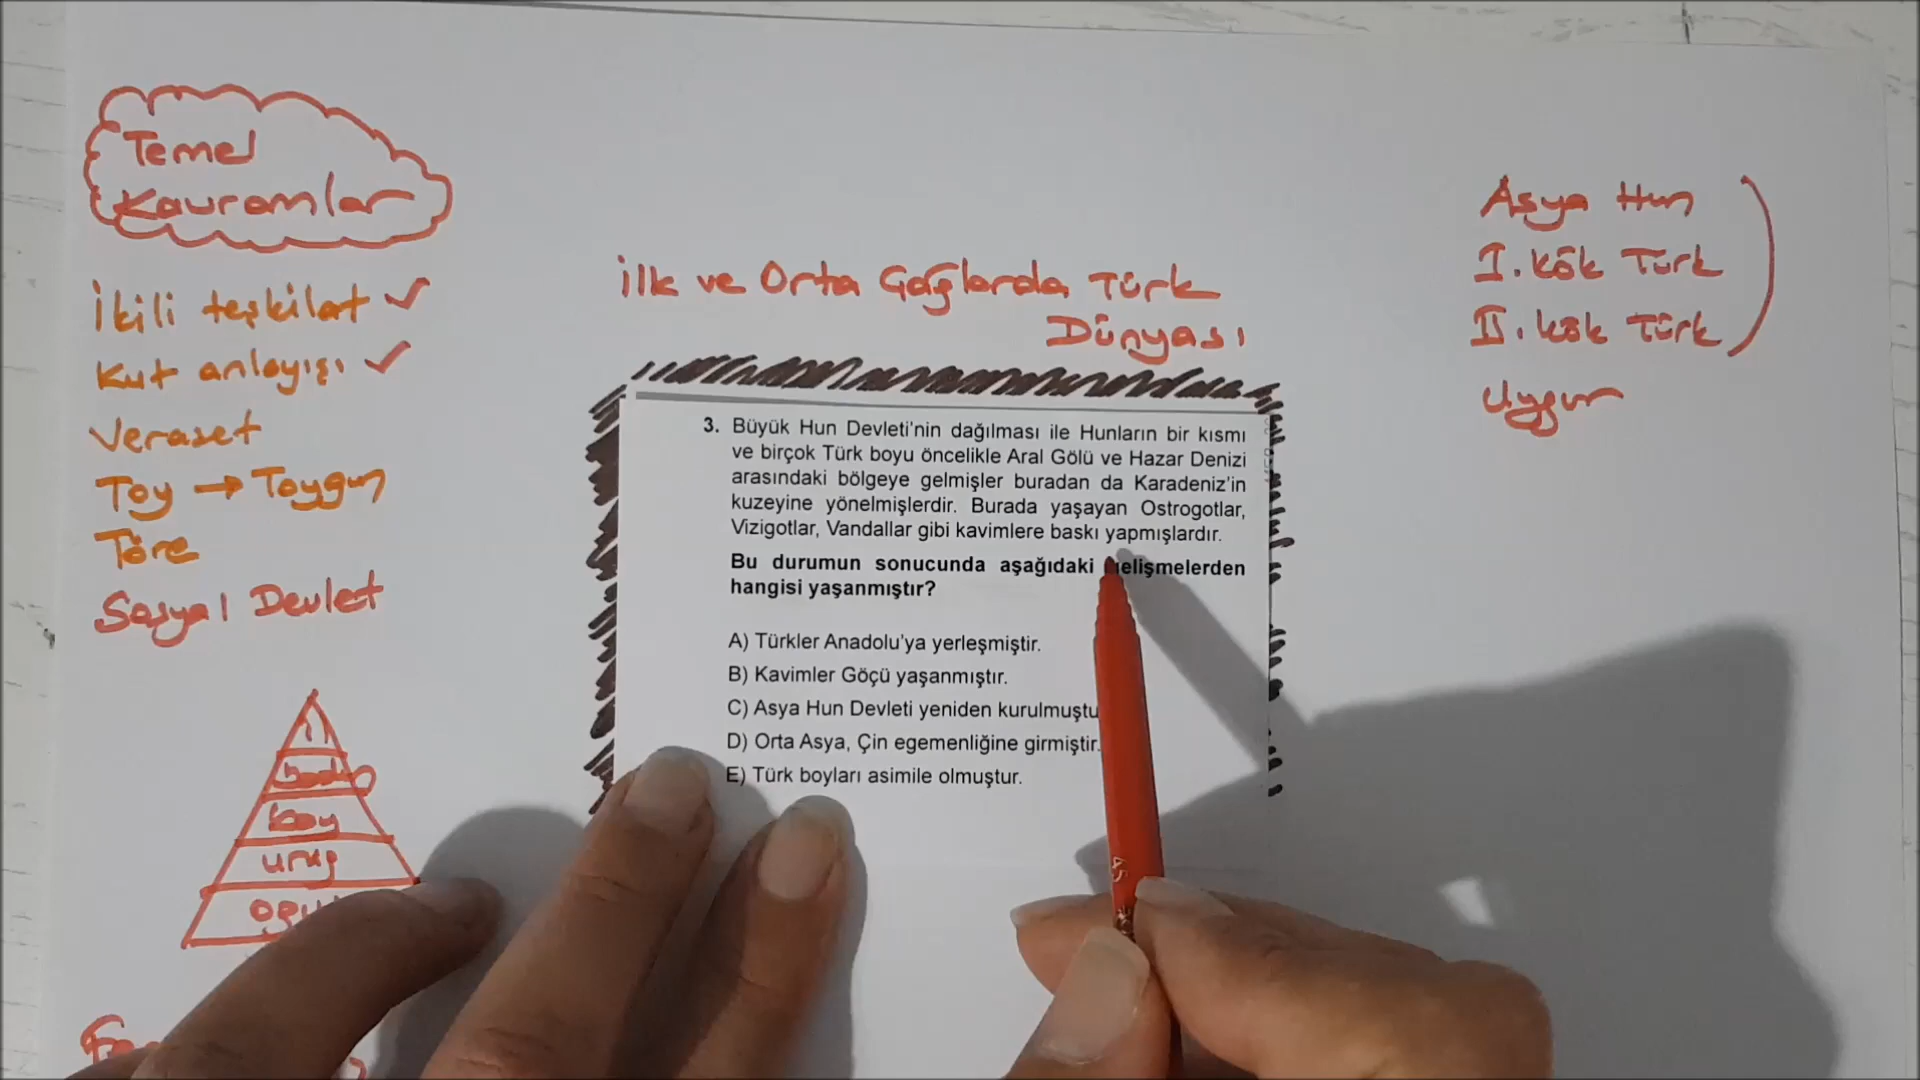 Temel
Kavramlar
İkili teşkilat ✓
Kut anlayışı ✓
Veraset
Toy → Toygun
Töre
Sosyal Devlet
il
boy
uruş
İlk ve Orta Çağlarda Türk
Dünyası
3. Büyük Hun Devleti'nin dağılması ile Hunların bir kısmı
ve birçok Türk boyu öncelikle Aral Gölü ve Hazar Denizi
arasındaki bölgeye gelmişler buradan da Karadeniz'in
kuzeyine yönelmişlerdir. Burada yaşayan Ostrogotlar,
Vizigotlar, Vandallar gibi kavimlere baskı yapmışlardır.
Bu durumun sonucunda aşağıdaki gelişmelerden
hangisi yaşanmıştır?
A) Türkler Anadolu'ya yerleşmiştir.
B) Kavimler Göçü yaşanmıştır.
C) Asya Hun Devleti yeniden kurulmuştu
D) Orta Asya, Çin egemenliğine girmiştir.
E) Türk boyları asimile olmuştur.
Asya Hun
I. Kök Türk
II. Kök Türk
Uygur
45